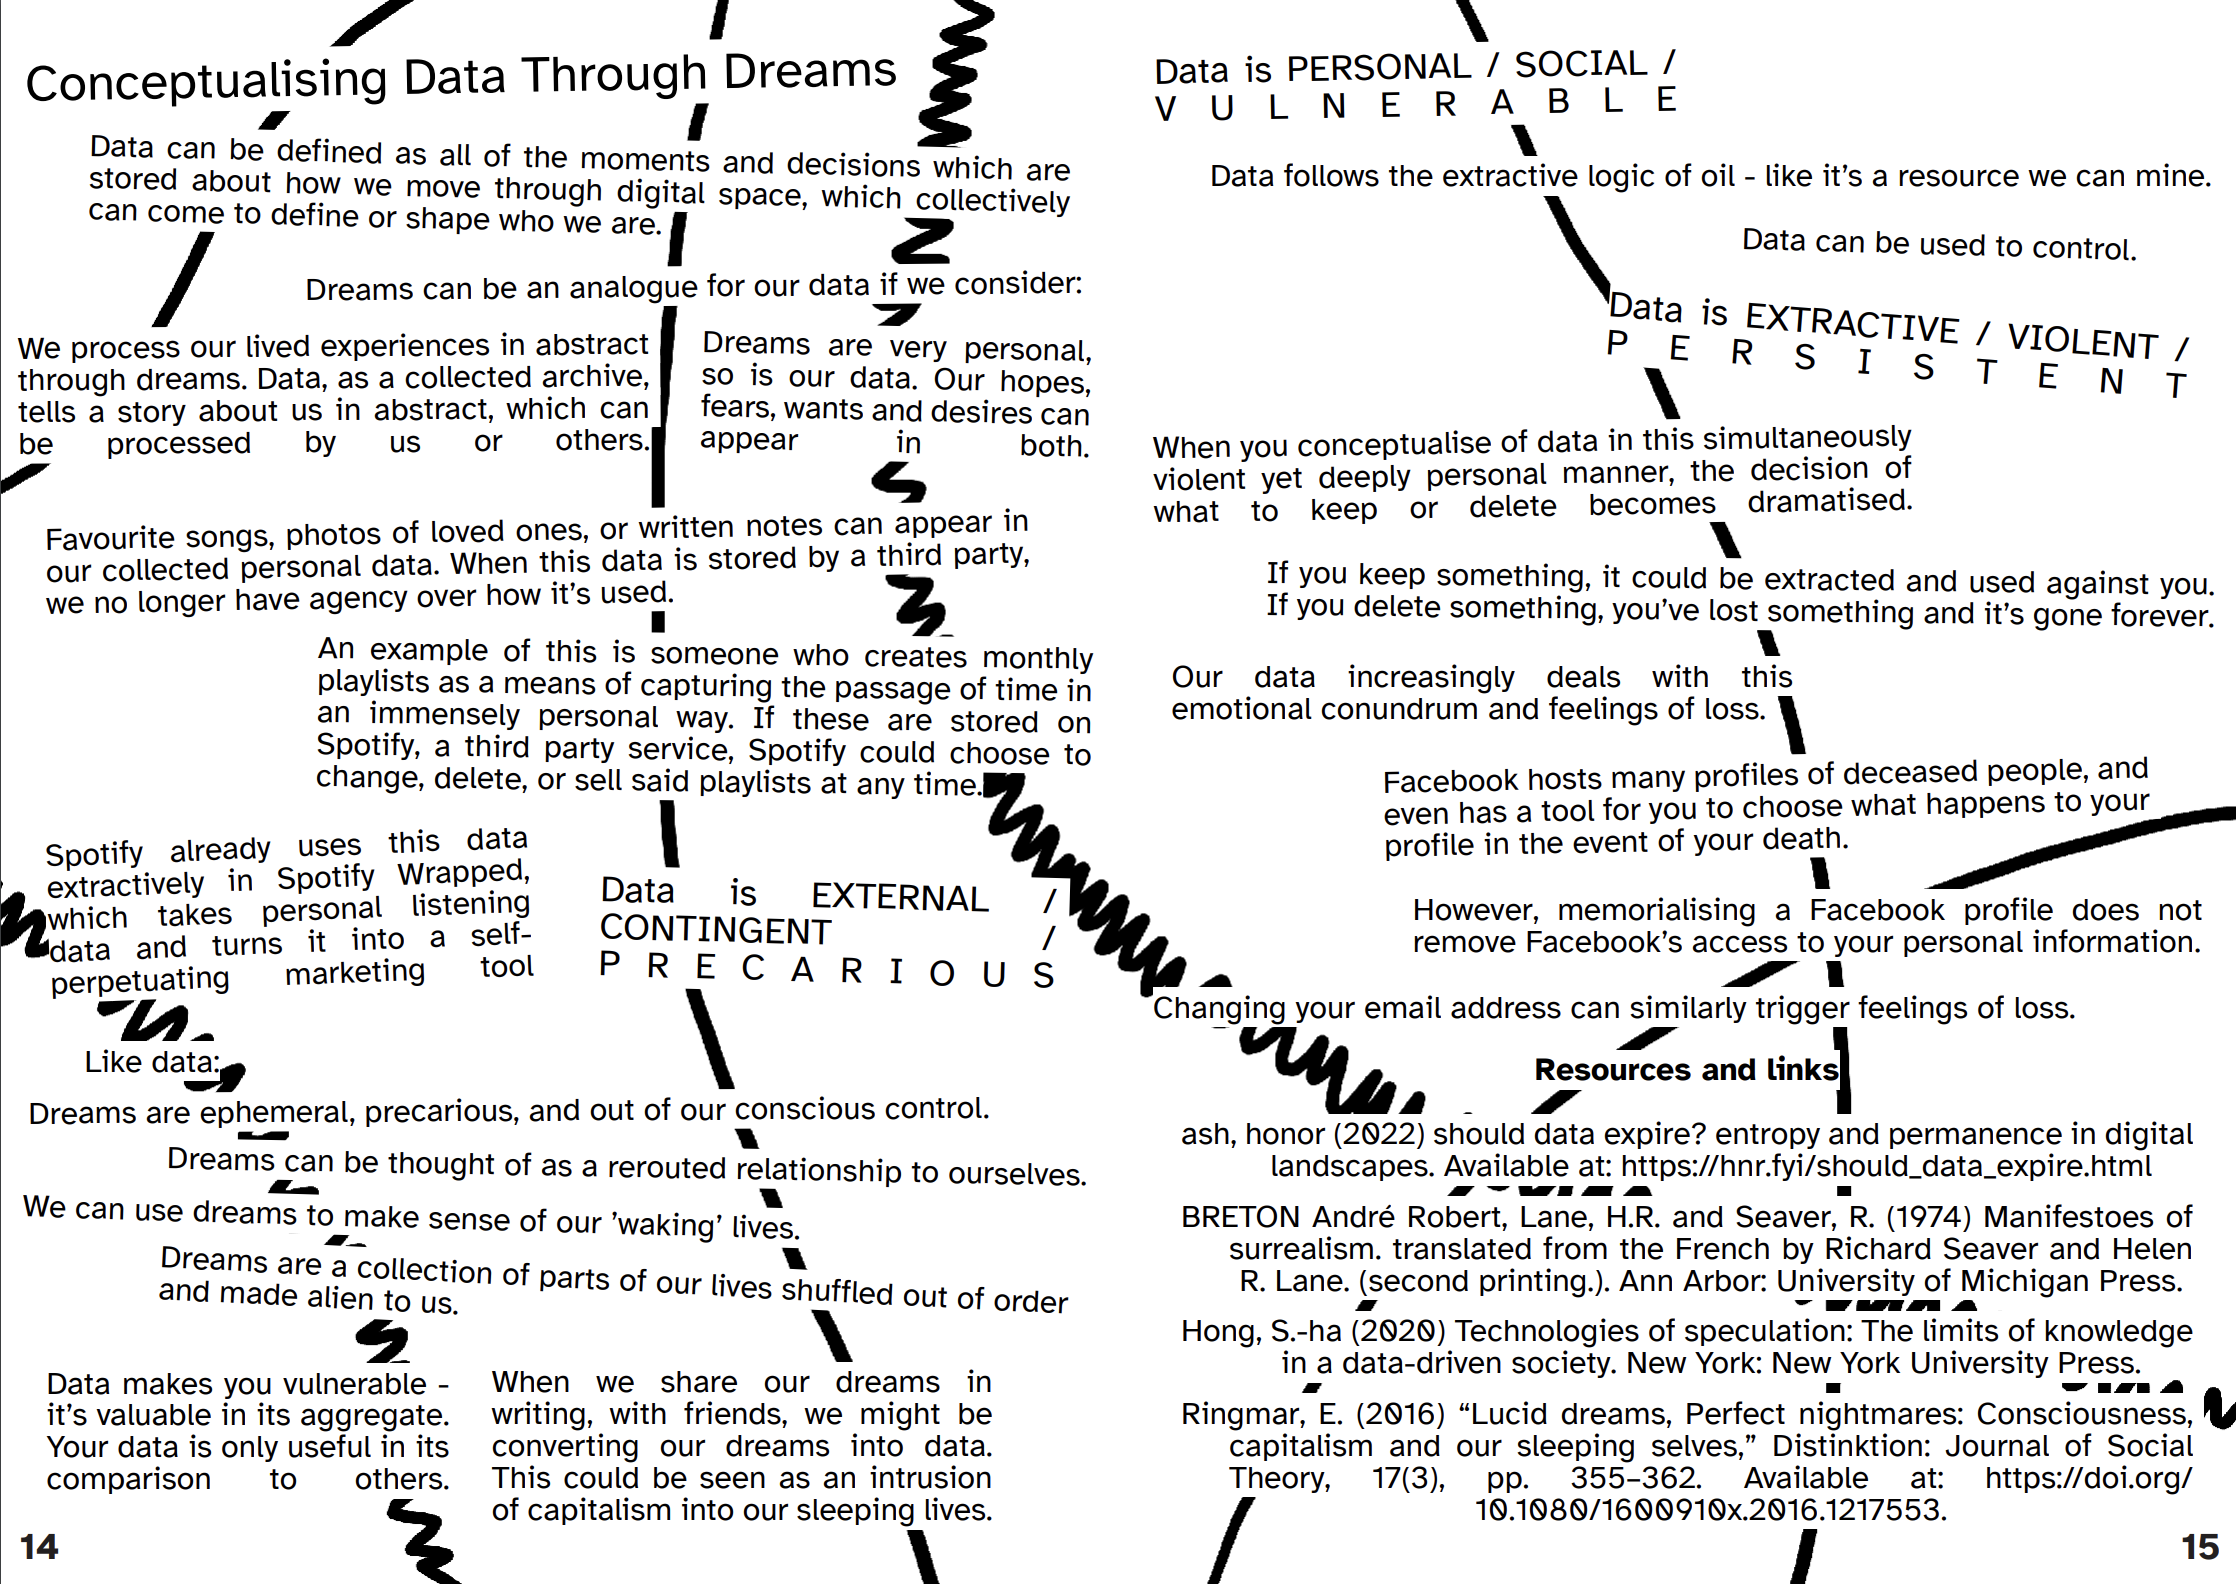 Conceptualising Data Through Dreams
Data can be defined as all of the moments and decisions which are
stored about how we move through digital space, which collectively
can come to define or shape who we are.
Dreams can be an analogue for our data if we consider:
We process our lived experiences in abstract
through dreams. Data, as a collected archive,
tells a story about us in abstract, which can
be processed by us or others.
Dreams are very personal,
so is our data. Our hopes,
fears, wants and desires can
appear in both.
Favourite songs, photos of loved ones, or written notes can appear in
our collected personal data. When this data is stored by a third party,
we no longer have agency over how it's used.
An example of this is someone who creates monthly
playlists as a means of capturing the passage of time in
an immensely personal way. If these are stored on
Spotify, a third party service, Spotify could choose to
change, delete, or sell said playlists at any time.
Spotify already uses this data
extractively in Spotify Wrapped,
which takes personal listening
data and turns it into a self-
perpetuating marketing tool
Data is EXTERNAL /
CONTINGENT /
P R E C A R I O U S
Like data:
Dreams are ephemeral, precarious, and out of our conscious control.
Dreams can be thought of as a rerouted relationship to ourselves.
We can use dreams to make sense of our 'waking' lives.
Dreams are a collection of parts of our lives shuffled out of order
and made alien to us.
Data makes you vulnerable -
it's valuable in its aggregate.
Your data is only useful in its
comparison to others.
When we share our dreams in
writing, with friends, we might be
converting our dreams into data.
This could be seen as an intrusion
of capitalism into our sleeping lives.
14
Data is PERSONAL / SOCIAL /
V U L N E R A B L E
Data follows the extractive logic of oil - like it's a resource we can mine.
Data can be used to control.
Data is EXTRACTIVE / VIOLENT /
P E R S I S T E N T
When you conceptualise of data in this simultaneously
violent yet deeply personal manner, the decision of
what to keep or delete becomes dramatised.
If you keep something, it could be extracted and used against you.
If you delete something, you've lost something and it's gone forever.
Our data increasingly deals with this
emotional conundrum and feelings of loss.
Facebook hosts many profiles of deceased people, and
even has a tool for you to choose what happens to your
profile in the event of your death.
However, memorialising a Facebook profile does not
remove Facebook's access to your personal information.
Changing your email address can similarly trigger feelings of loss.
Resources and links
ash, honor (2022) should data expire? entropy and permanence in digital
landscapes. Available at: https://hnr.fyi/should_data_expire.html
BRETON André Robert, Lane, H.R. and Seaver, R. (1974) Manifestoes of
surrealism. translated from the French by Richard Seaver and Helen
R. Lane. (second printing.). Ann Arbor: University of Michigan Press.
Hong, S.-ha (2020) Technologies of speculation: The limits of knowledge
in a data-driven society. New York: New York University Press.
Ringmar, E. (2016) “Lucid dreams, Perfect nightmares: Consciousness,
capitalism and our sleeping selves,” Distinktion: Journal of Social
Theory, 17(3), pp. 355–362. Available at: https://doi.org/
10.1080/1600910x.2016.1217553.
15